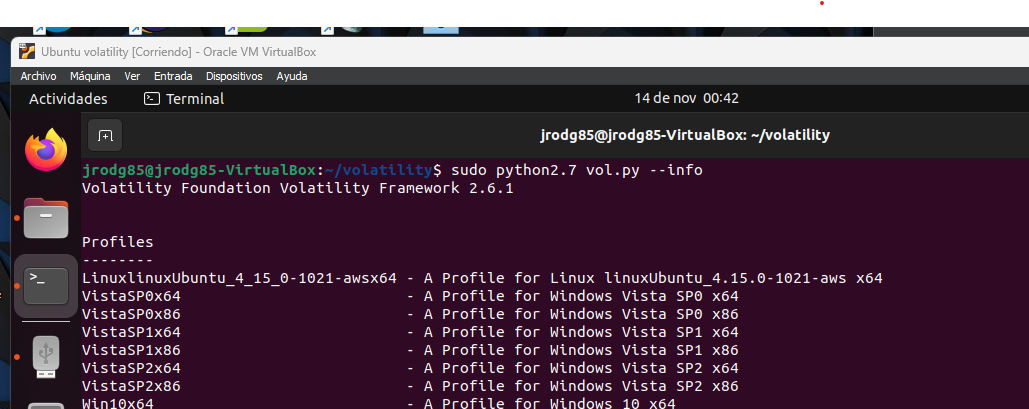 Ubuntu volatility [Corriendo] - Oracle VM VirtualBox
Archivo Máquina Ver Entrada Dispositivos Ayuda
Actividades Terminal 14 de nov 00:42
jrodg85@jrodg85-VirtualBox: ~/volatility
jrodg85@jrodg85-VirtualBox:~/volatility$ sudo python2.7 vol.py --info
Volatility Foundation Volatility Framework 2.6.1
Profiles
--------
LinuxlinuxUbuntu_4_15_0-1021-awsx64 - A Profile for Linux linuxUbuntu_4.15.0-1021-aws x64
VistaSP0x64 - A Profile for Windows Vista SP0 x64
VistaSP0x86 - A Profile for Windows Vista SP0 x86
VistaSP1x64 - A Profile for Windows Vista SP1 x64
VistaSP1x86 - A Profile for Windows Vista SP1 x86
VistaSP2x64 - A Profile for Windows Vista SP2 x64
VistaSP2x86 - A Profile for Windows Vista SP2 x86
Win10x64 - A Profile for Windows 10 x64